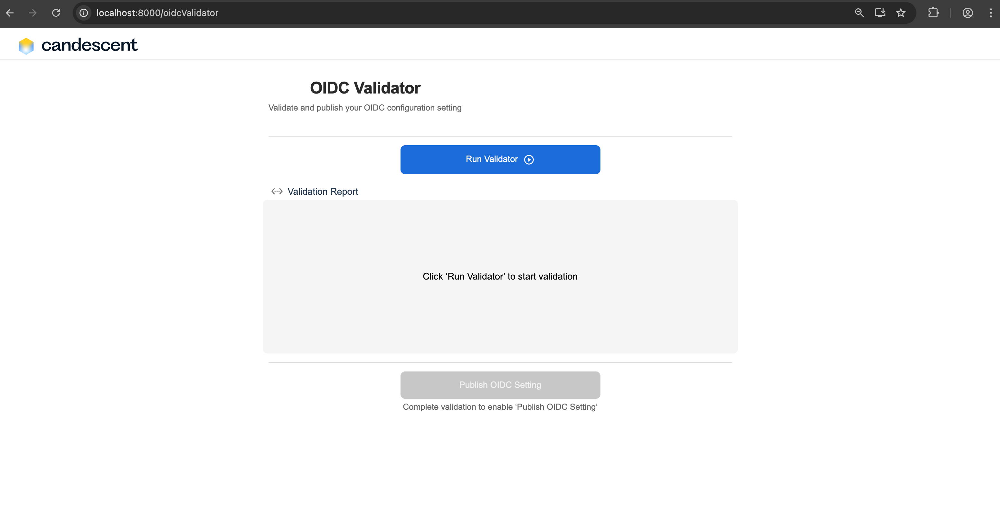 localhost:8000/oidcValidator
candescent
OIDC Validator
Validate and publish your OIDC configuration setting
Run Validator
Validation Report
Click ‘Run Validator’ to start validation
Publish OIDC Setting
Complete validation to enable ‘Publish OIDC Setting’